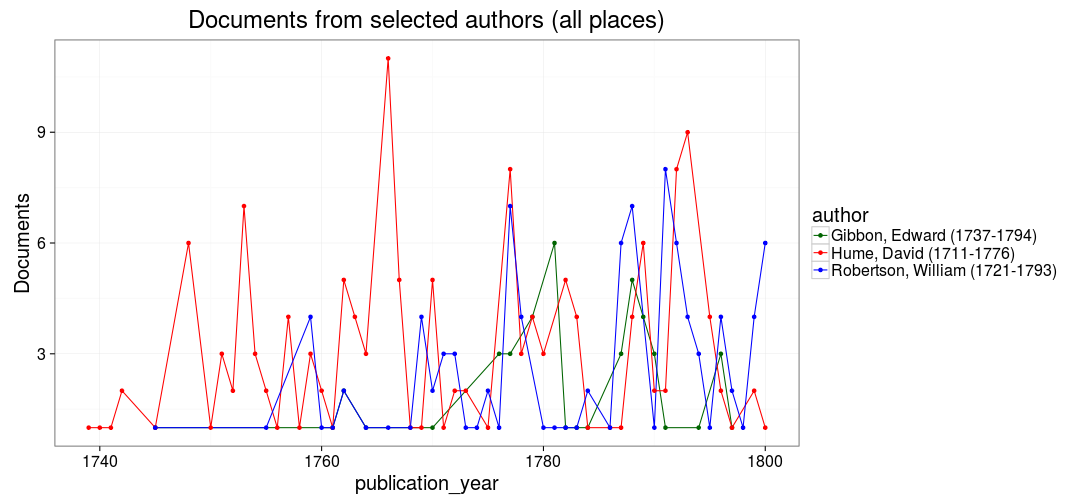 Documents from selected authors (all places)
9
6
3
Documents
1740
1760
1780
1800
publication_year
author
Gibbon, Edward (1737-1794)
Hume, David (1711-1776)
Robertson, William (1721-1793)